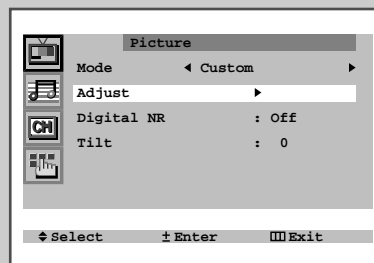 Picture
Mode ◀ Custom ▶
Adjust ▶
Digital NR : Off
CH
Tilt : 0
Select ± Enter Exit